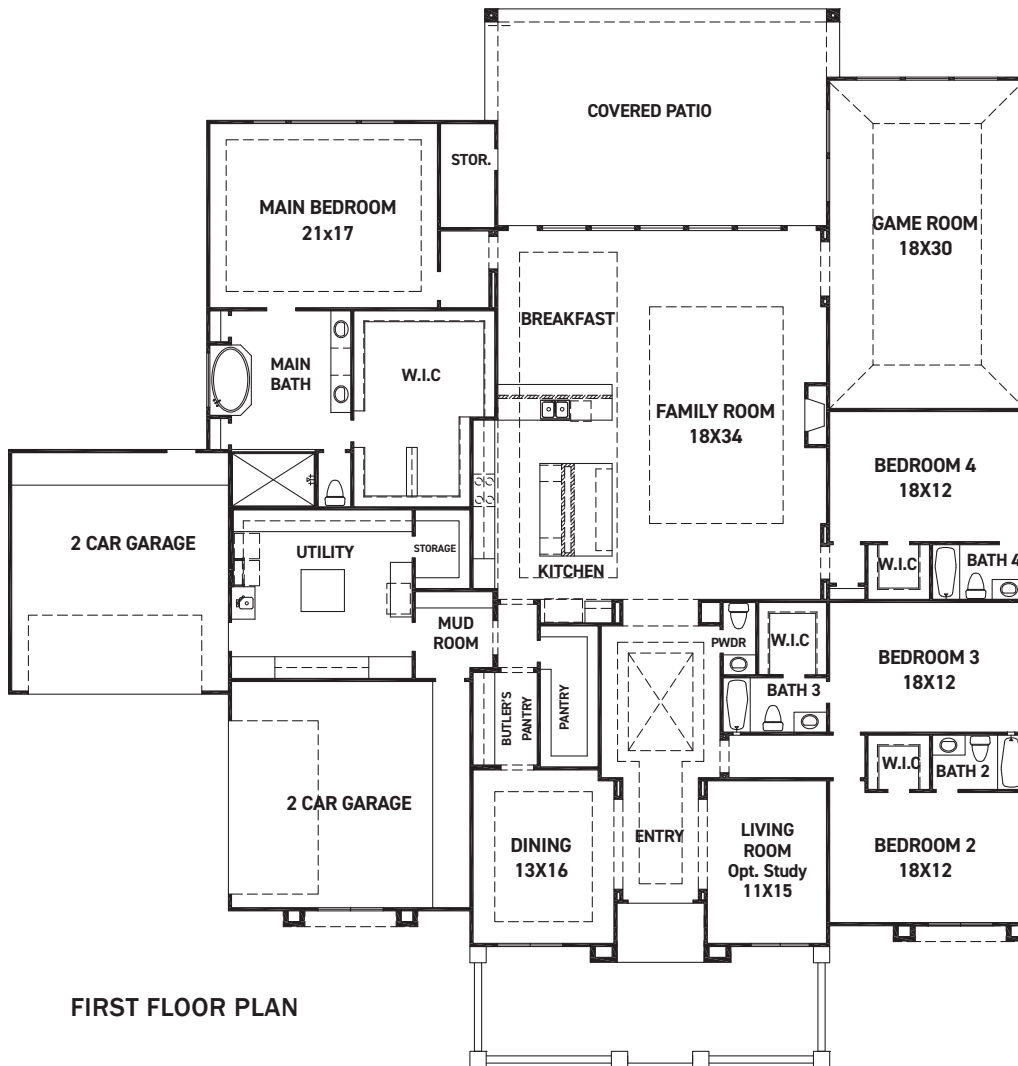 COVERED PATIO
STOR.
MAIN BEDROOM
21x17
GAME ROOM
18X30
BREAKFAST
MAIN
BATH
W.I.C
FAMILY ROOM
18X34
BEDROOM 4
18X12
2 CAR GARAGE
UTILITY
STORAGE
KITCHEN
W.I.C
BATH 4
MUD
ROOM
PWDR
W.I.C
BEDROOM 3
18X12
BATH 3
BUTLER'S
PANTRY
PANTRY
W.I.C
BATH 2
2 CAR GARAGE
DINING
13X16
ENTRY
LIVING
ROOM
Opt. Study
11X15
BEDROOM 2
18X12
FIRST FLOOR PLAN